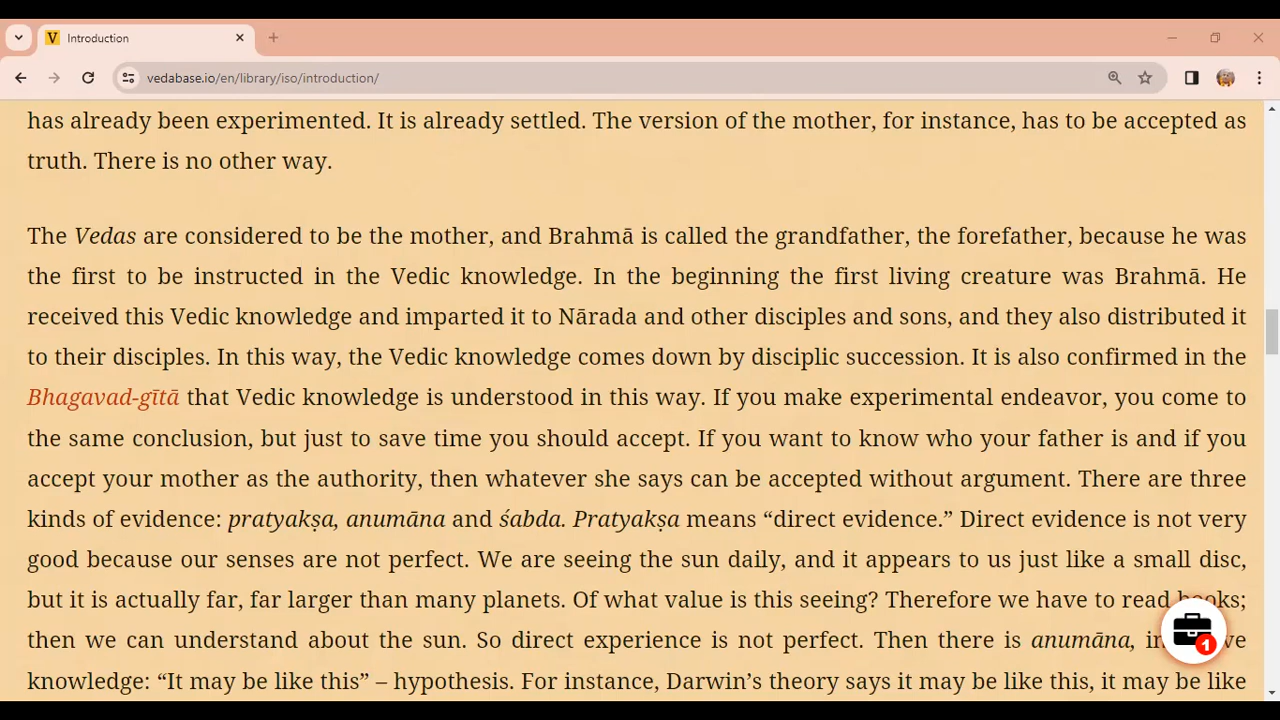 Introduction
vedabase.io/en/library/iso/introduction/
has already been experimented. It is already settled. The version of the mother, for instance, has to be accepted as
truth. There is no other way.
The Vedas are considered to be the mother, and Brahmā is called the grandfather, the forefather, because he was
the first to be instructed in the Vedic knowledge. In the beginning the first living creature was Brahmā. He
received this Vedic knowledge and imparted it to Nārada and other disciples and sons, and they also distributed it
to their disciples. In this way, the Vedic knowledge comes down by disciplic succession. It is also confirmed in the
Bhagavad-gītā that Vedic knowledge is understood in this way. If you make experimental endeavor, you come to
the same conclusion, but just to save time you should accept. If you want to know who your father is and if you
accept your mother as the authority, then whatever she says can be accepted without argument. There are three
kinds of evidence: pratyakṣa, anumāna and śabda. Pratyakṣa means “direct evidence.” Direct evidence is not very
good because our senses are not perfect. We are seeing the sun daily, and it appears to us just like a small disc,
but it is actually far, far larger than many planets. Of what value is this seeing? Therefore we have to read books;
then we can understand about the sun. So direct experience is not perfect. Then there is anumāna,
knowledge: “It may be like this” – hypothesis. For instance, Darwin’s theory says it may be like this, it may be like
1